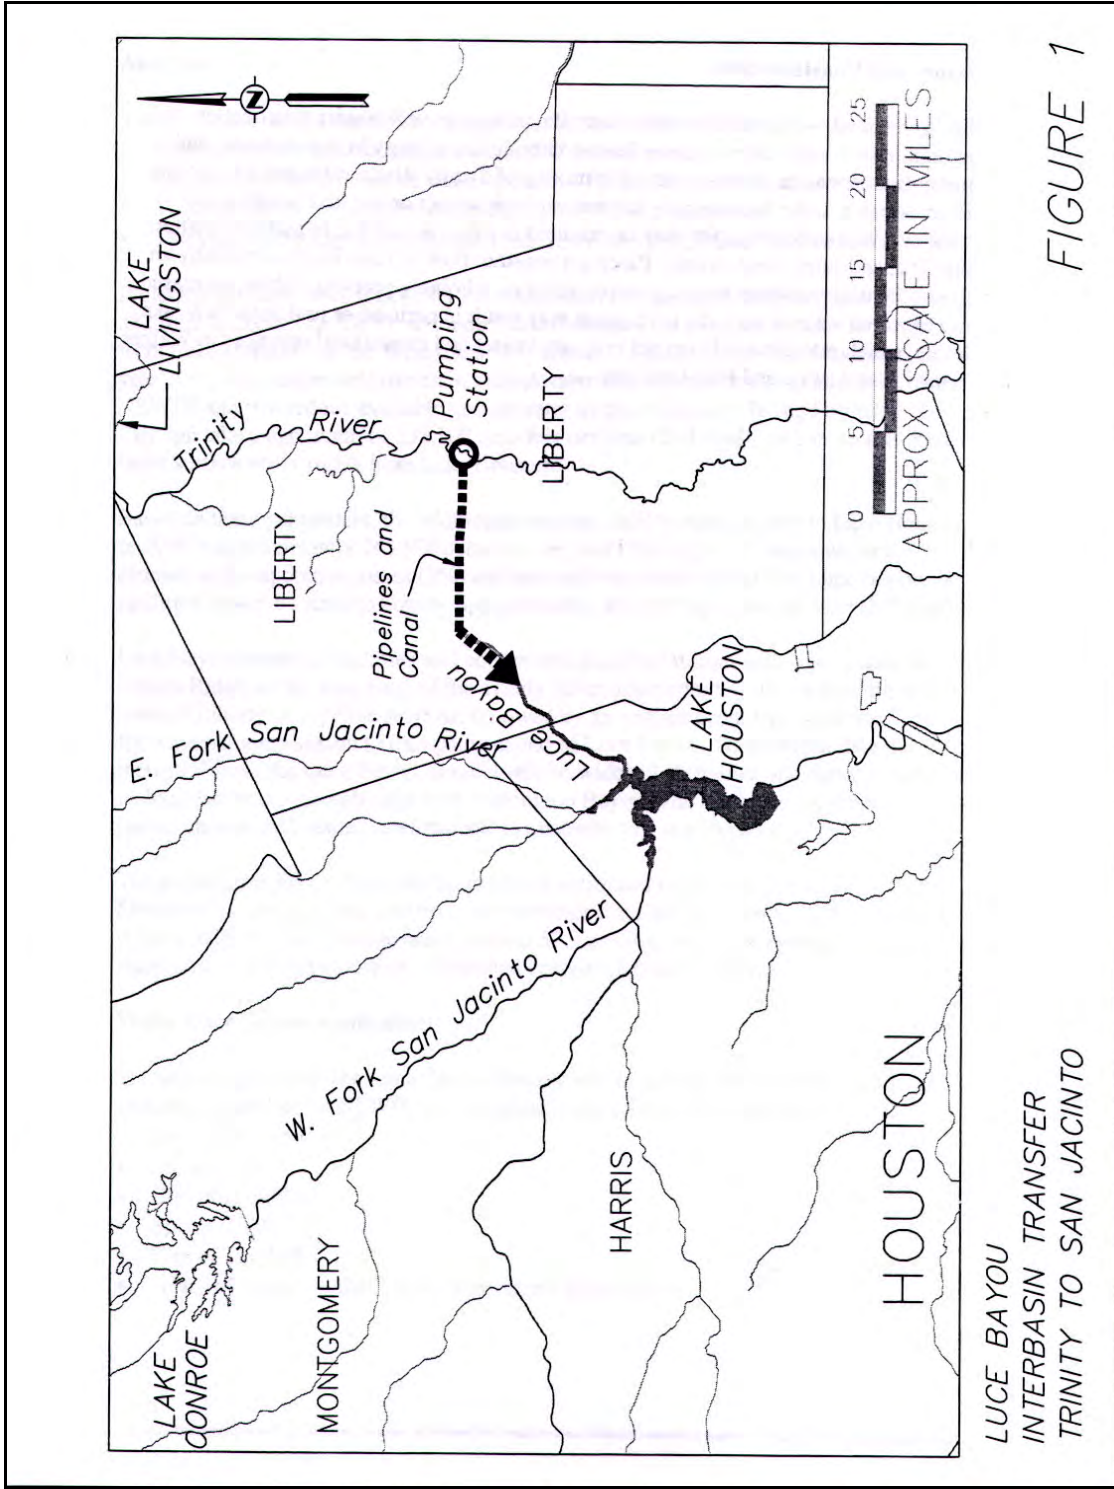 LAKE
LIVINGSTON
N
Trinity
River
Pumping
Station
LIBERTY
LIBERTY
Pipelines and
Canal
E. Fork San Jacinto River
Luce Bayou
LAKE
HOUSTON
W. Fork San Jacinto River
LAKE
CONROE
MONTGOMERY
HARRIS
HOUSTON
0 5 10 15 20 25
APPROX SCALE IN MILES
LUCE BAYOU
INTERBASIN TRANSFER
TRINITY TO SAN JACINTO
FIGURE 1